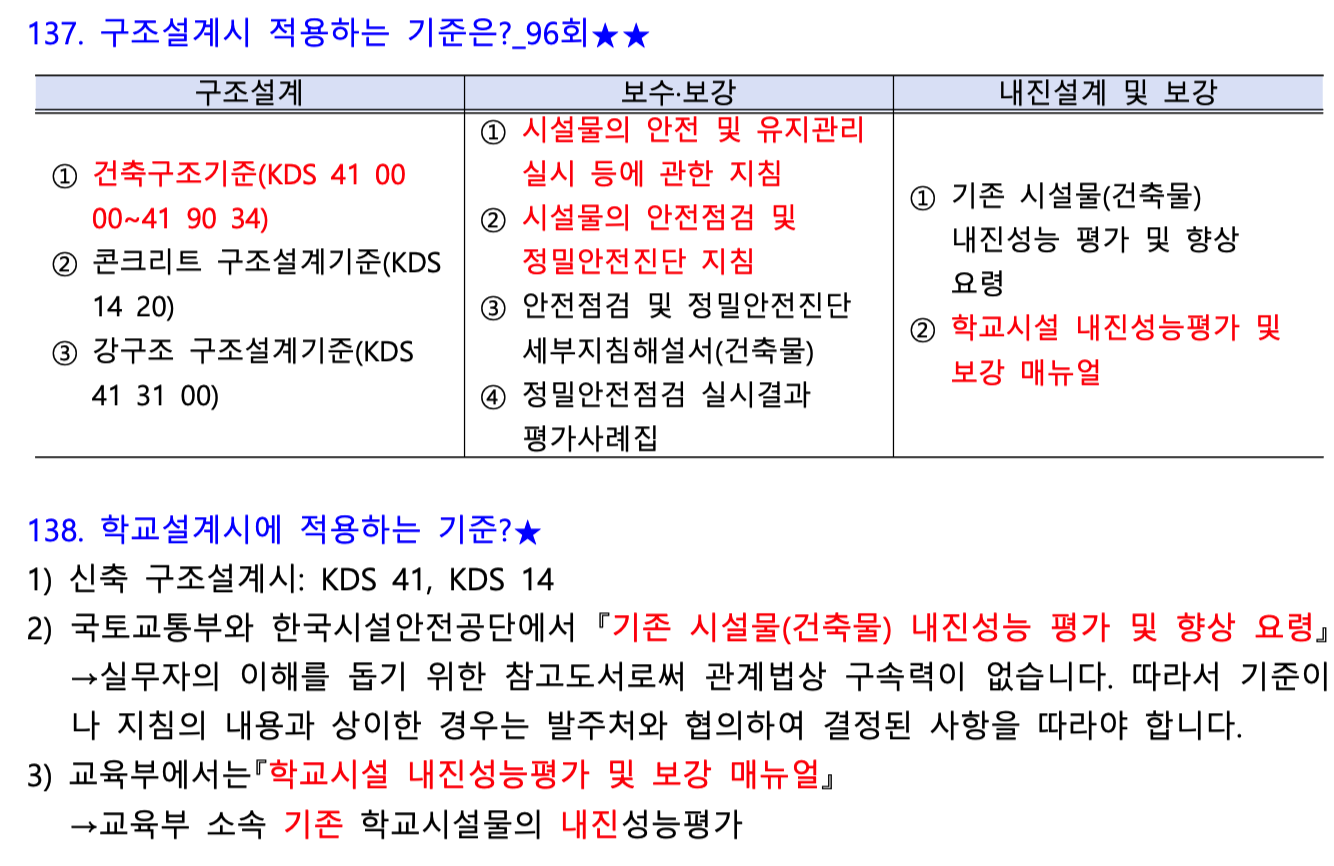 137. 구조설계시 적용하는 기준은?_96회★★
구조설계
보수·보강
내진설계 및 보강
① 건축구조기준(KDS 41 00
00~41 90 34)
② 콘크리트 구조설계기준(KDS
14 20)
③ 강구조 구조설계기준(KDS
41 31 00)
① 시설물의 안전 및 유지관리
실시 등에 관한 지침
② 시설물의 안전점검 및
정밀안전진단 지침
③ 안전점검 및 정밀안전진단
세부지침해설서(건축물)
④ 정밀안전점검 실시결과
평가사례집
① 기존 시설물(건축물)
내진성능 평가 및 향상
요령
② 학교시설 내진성능평가 및
보강 매뉴얼
138. 학교설계시에 적용하는 기준?★
1) 신축 구조설계시: KDS 41, KDS 14
2) 국토교통부와 한국시설안전공단에서 『기존 시설물(건축물) 내진성능 평가 및 향상 요령』
→실무자의 이해를 돕기 위한 참고도서로써 관계법상 구속력이 없습니다. 따라서 기준이
나 지침의 내용과 상이한 경우는 발주처와 협의하여 결정된 사항을 따라야 합니다.
3) 교육부에서는『학교시설 내진성능평가 및 보강 매뉴얼』
→교육부 소속 기존 학교시설물의 내진성능평가